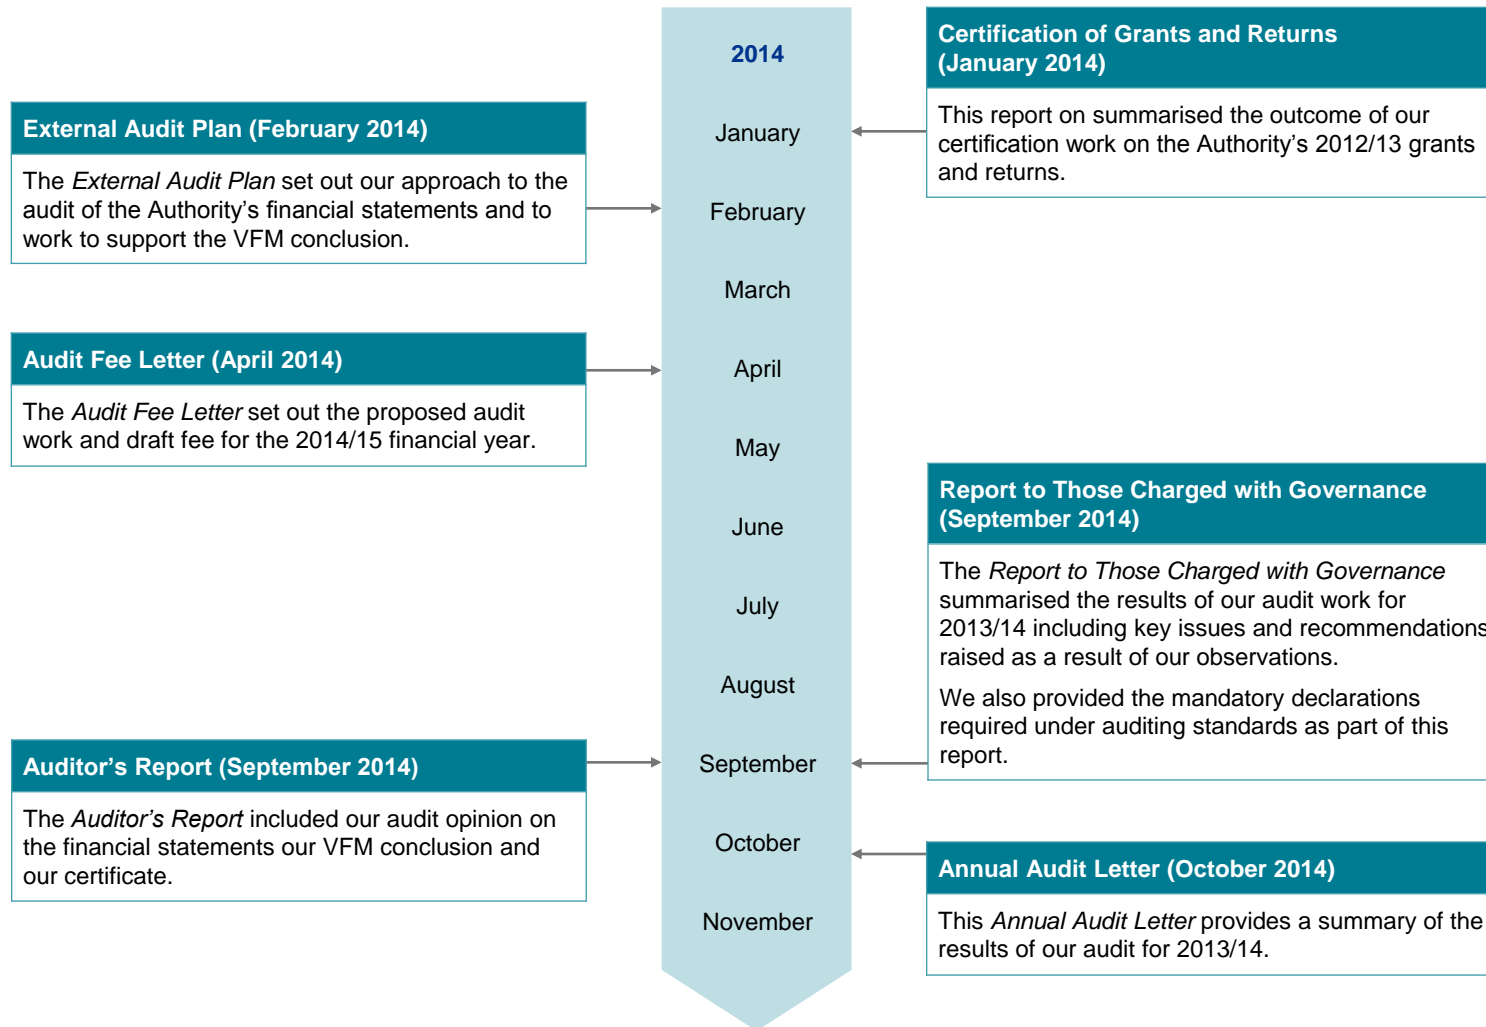 2014
January
February
March
April
May
June
July
August
September
October
November
External Audit Plan (February 2014)
The External Audit Plan set out our approach to the
audit of the Authority’s financial statements and to
work to support the VFM conclusion.
Audit Fee Letter (April 2014)
The Audit Fee Letter set out the proposed audit
work and draft fee for the 2014/15 financial year.
Auditor’s Report (September 2014)
The Auditor’s Report included our audit opinion on
the financial statements our VFM conclusion and
our certificate.
Certification of Grants and Returns
(January 2014)
This report on summarised the outcome of our
certification work on the Authority’s 2012/13 grants
and returns.
Report to Those Charged with Governance
(September 2014)
The Report to Those Charged with Governance
summarised the results of our audit work for
2013/14 including key issues and recommendations
raised as a result of our observations.
We also provided the mandatory declarations
required under auditing standards as part of this
report.
Annual Audit Letter (October 2014)
This Annual Audit Letter provides a summary of the
results of our audit for 2013/14.